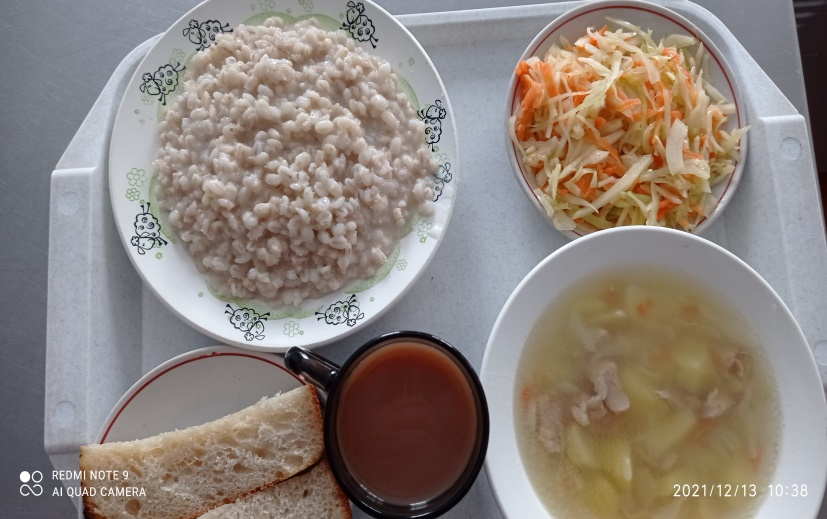 REDMI NOTE 9
AI QUAD CAMERA
2021/12/13 10:38